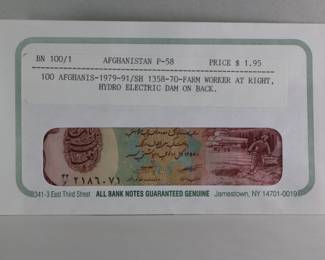 BN 100/1 AFGHANISTAN P-58 PRICE $ 1.95
100 AFGHANIS-1979-91/SH 1358-70-FARM WORKER AT RIGHT,
HYDRO ELECTRIC DAM ON BACK.
۲۱۸۶۰۷۱
341-3 East Third Street ALL BANK NOTES GUARANTEED GENUINE Jamestown, NY 14701-0019